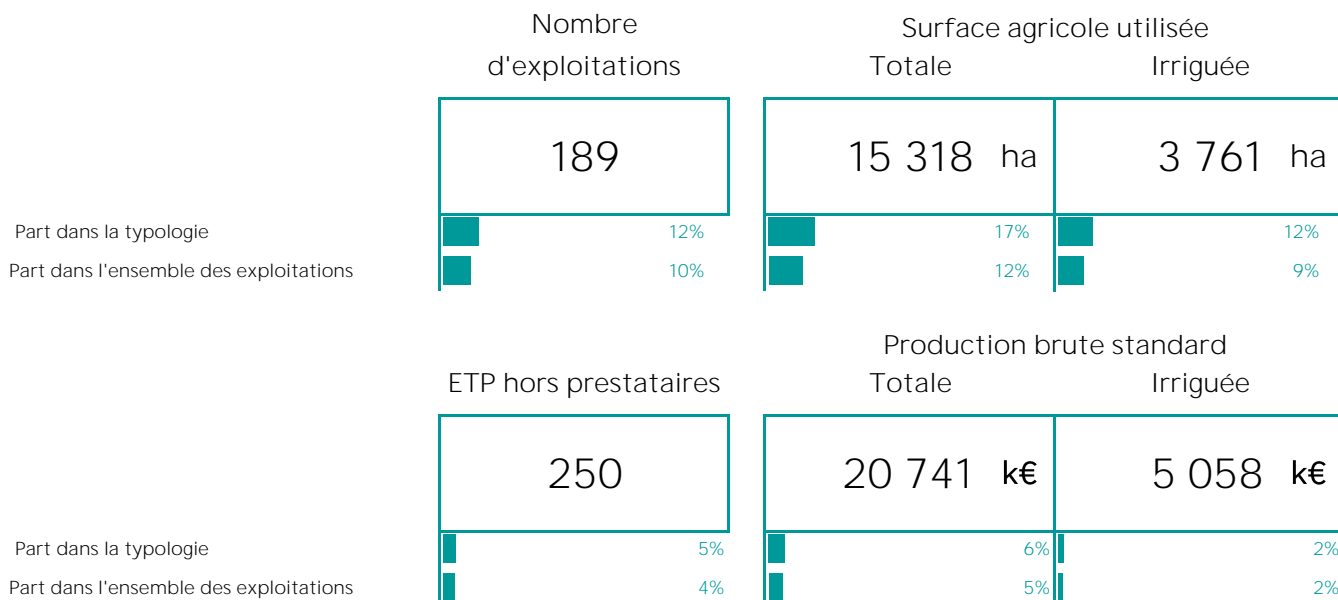 Nombre
d'exploitations
Surface agricole utilisée
Totale Irriguée
189 15 318 ha 3 761 ha
Part dans la typologie 12% 17% 12%
Part dans l'ensemble des exploitations 10% 12% 9%
Production brute standard
ETP hors prestataires Totale Irriguée
250 20 741 k€ 5 058 k€
Part dans la typologie 5% 6% 2%
Part dans l'ensemble des exploitations 4% 5% 2%